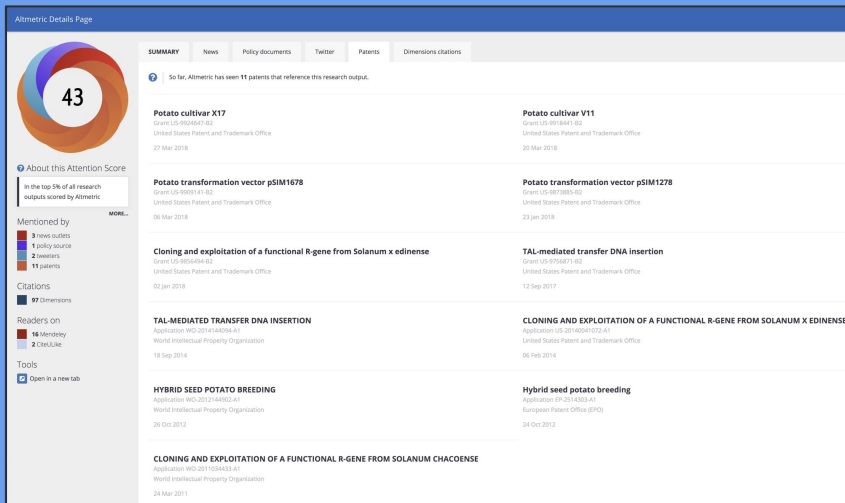 Altmetric Details Page
43
About this Attention Score
In the top 5% of all research
outputs scored by Altmetric
MORE...
Mentioned by
3 news outlets
1 policy source
2 tweeters
11 patents
Citations
97 Dimensions
Readers on
16 Mendeley
2 CiteULike
Tools
Open in a new tab
SUMMARY News Policy documents Twitter Patents Dimensions citations
So far, Altmetric has seen 11 patents that reference this research output.
Potato cultivar X17
Grant US-9924647-B2
United States Patent and Trademark Office
27 Mar 2018
Potato cultivar V11
Grant US-9918441-B2
United States Patent and Trademark Office
20 Mar 2018
Potato transformation vector pSIM1678
Grant US-9909141-B2
United States Patent and Trademark Office
06 Mar 2018
Potato transformation vector pSIM1278
Grant US-9873885-B2
United States Patent and Trademark Office
23 Jan 2018
Cloning and exploitation of a functional R-gene from Solanum x edinense
Grant US-9856494-B2
United States Patent and Trademark Office
02 Jan 2018
TAL-mediated transfer DNA insertion
Grant US-9756871-B2
United States Patent and Trademark Office
12 Sep 2017
TAL-MEDIATED TRANSFER DNA INSERTION
Application WO-2014144094-A1
World Intellectual Property Organization
18 Sep 2014
CLONING AND EXPLOITATION OF A FUNCTIONAL R-GENE FROM SOLANUM X EDINENSE
Application US-20140041072-A1
United States Patent and Trademark Office
06 Feb 2014
HYBRID SEED POTATO BREEDING
Application WO-2012144902-A1
World Intellectual Property Organization
26 Oct 2012
Hybrid seed potato breeding
Application EP-2514303-A1
European Patent Office (EPO)
24 Oct 2012
CLONING AND EXPLOITATION OF A FUNCTIONAL R-GENE FROM SOLANUM CHACOENSE
Application WO-2011034433-A1
World Intellectual Property Organization
24 Mar 2011